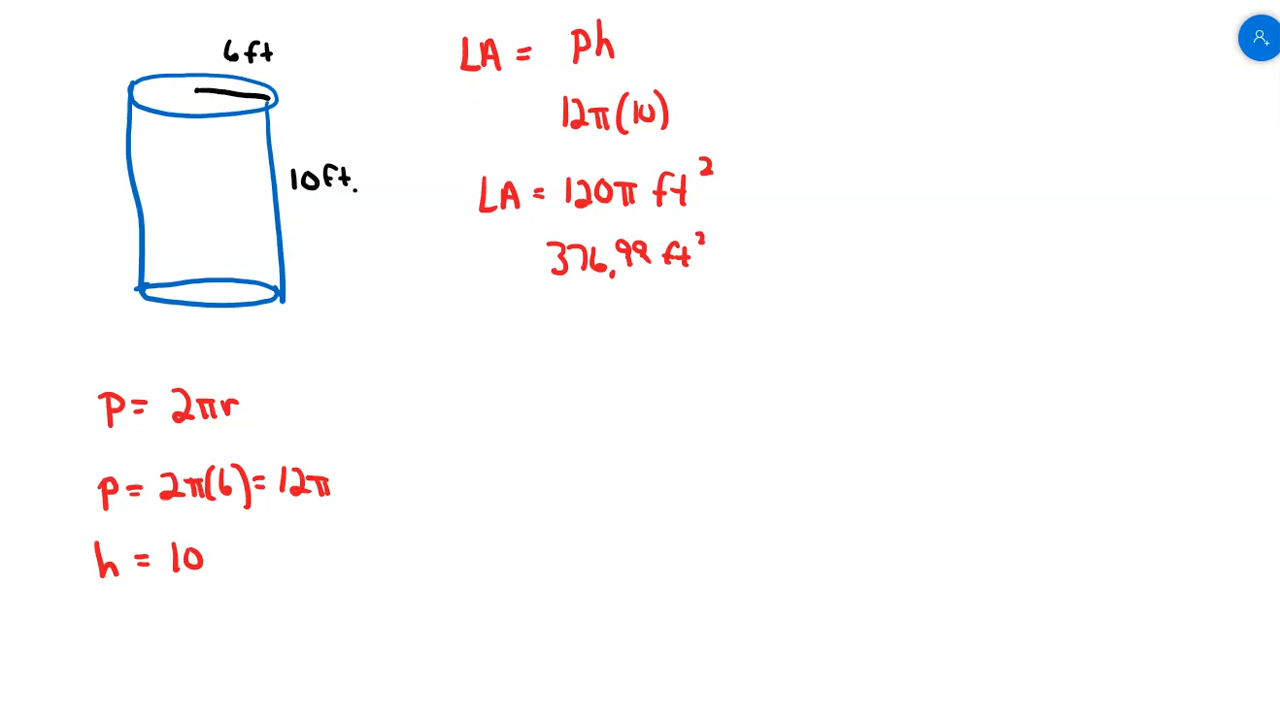 6ft
10ft.
LA = ph
12π(10)
LA = 120π ft²
376.99 ft²
p = 2πr
p = 2π(6) = 12π
h = 10